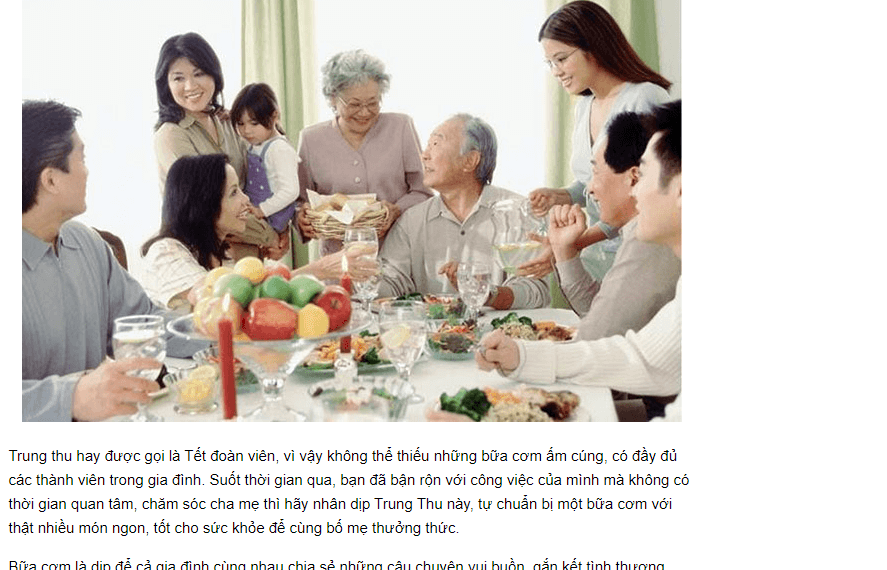 Trung thu hay được gọi là Tết đoàn viên, vì vậy không thể thiếu những bữa cơm ấm cúng, có đầy đủ
các thành viên trong gia đình. Suốt thời gian qua, bạn đã bận rộn với công việc của mình mà không có
thời gian quan tâm, chăm sóc cha mẹ thì hãy nhân dịp Trung Thu này, tự chuẩn bị một bữa cơm với
thật nhiều món ngon, tốt cho sức khỏe để cùng bố mẹ thưởng thức.
Bữa cơm là dịp để cả gia đình cùng nhau chia sẻ những câu chuyện vui buồn, gắn kết tình thương